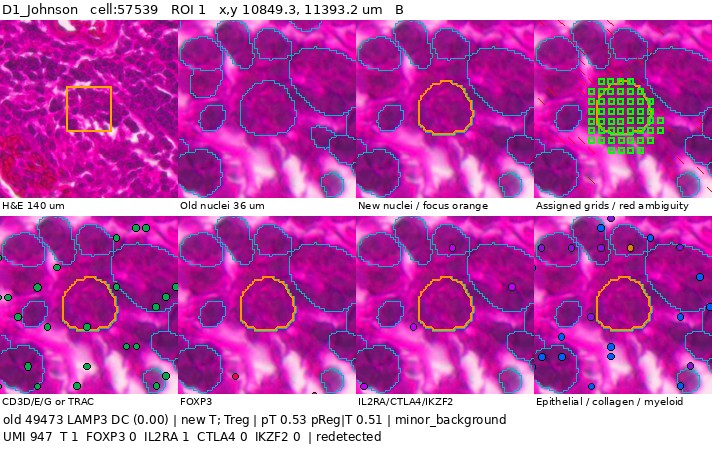 D1_Johnson cell:57539 ROI 1 x,y 10849.3, 11393.2 um B
H&E 140 um
Old nuclei 36 um
New nuclei / focus orange
Assigned grids / red ambiguity
CD3D/E/G or TRAC
FOXP3
IL2RA/CTLA4/IKZF2
Epithelial / collagen / myeloid
old 49473 LAMP3 DC (0.00) | new T; Treg | pT 0.53 pReg|T 0.51 | minor_background
UMI 947 T 1 FOXP3 0 IL2RA 1 CTLA4 0 IKZF2 0 | redetected